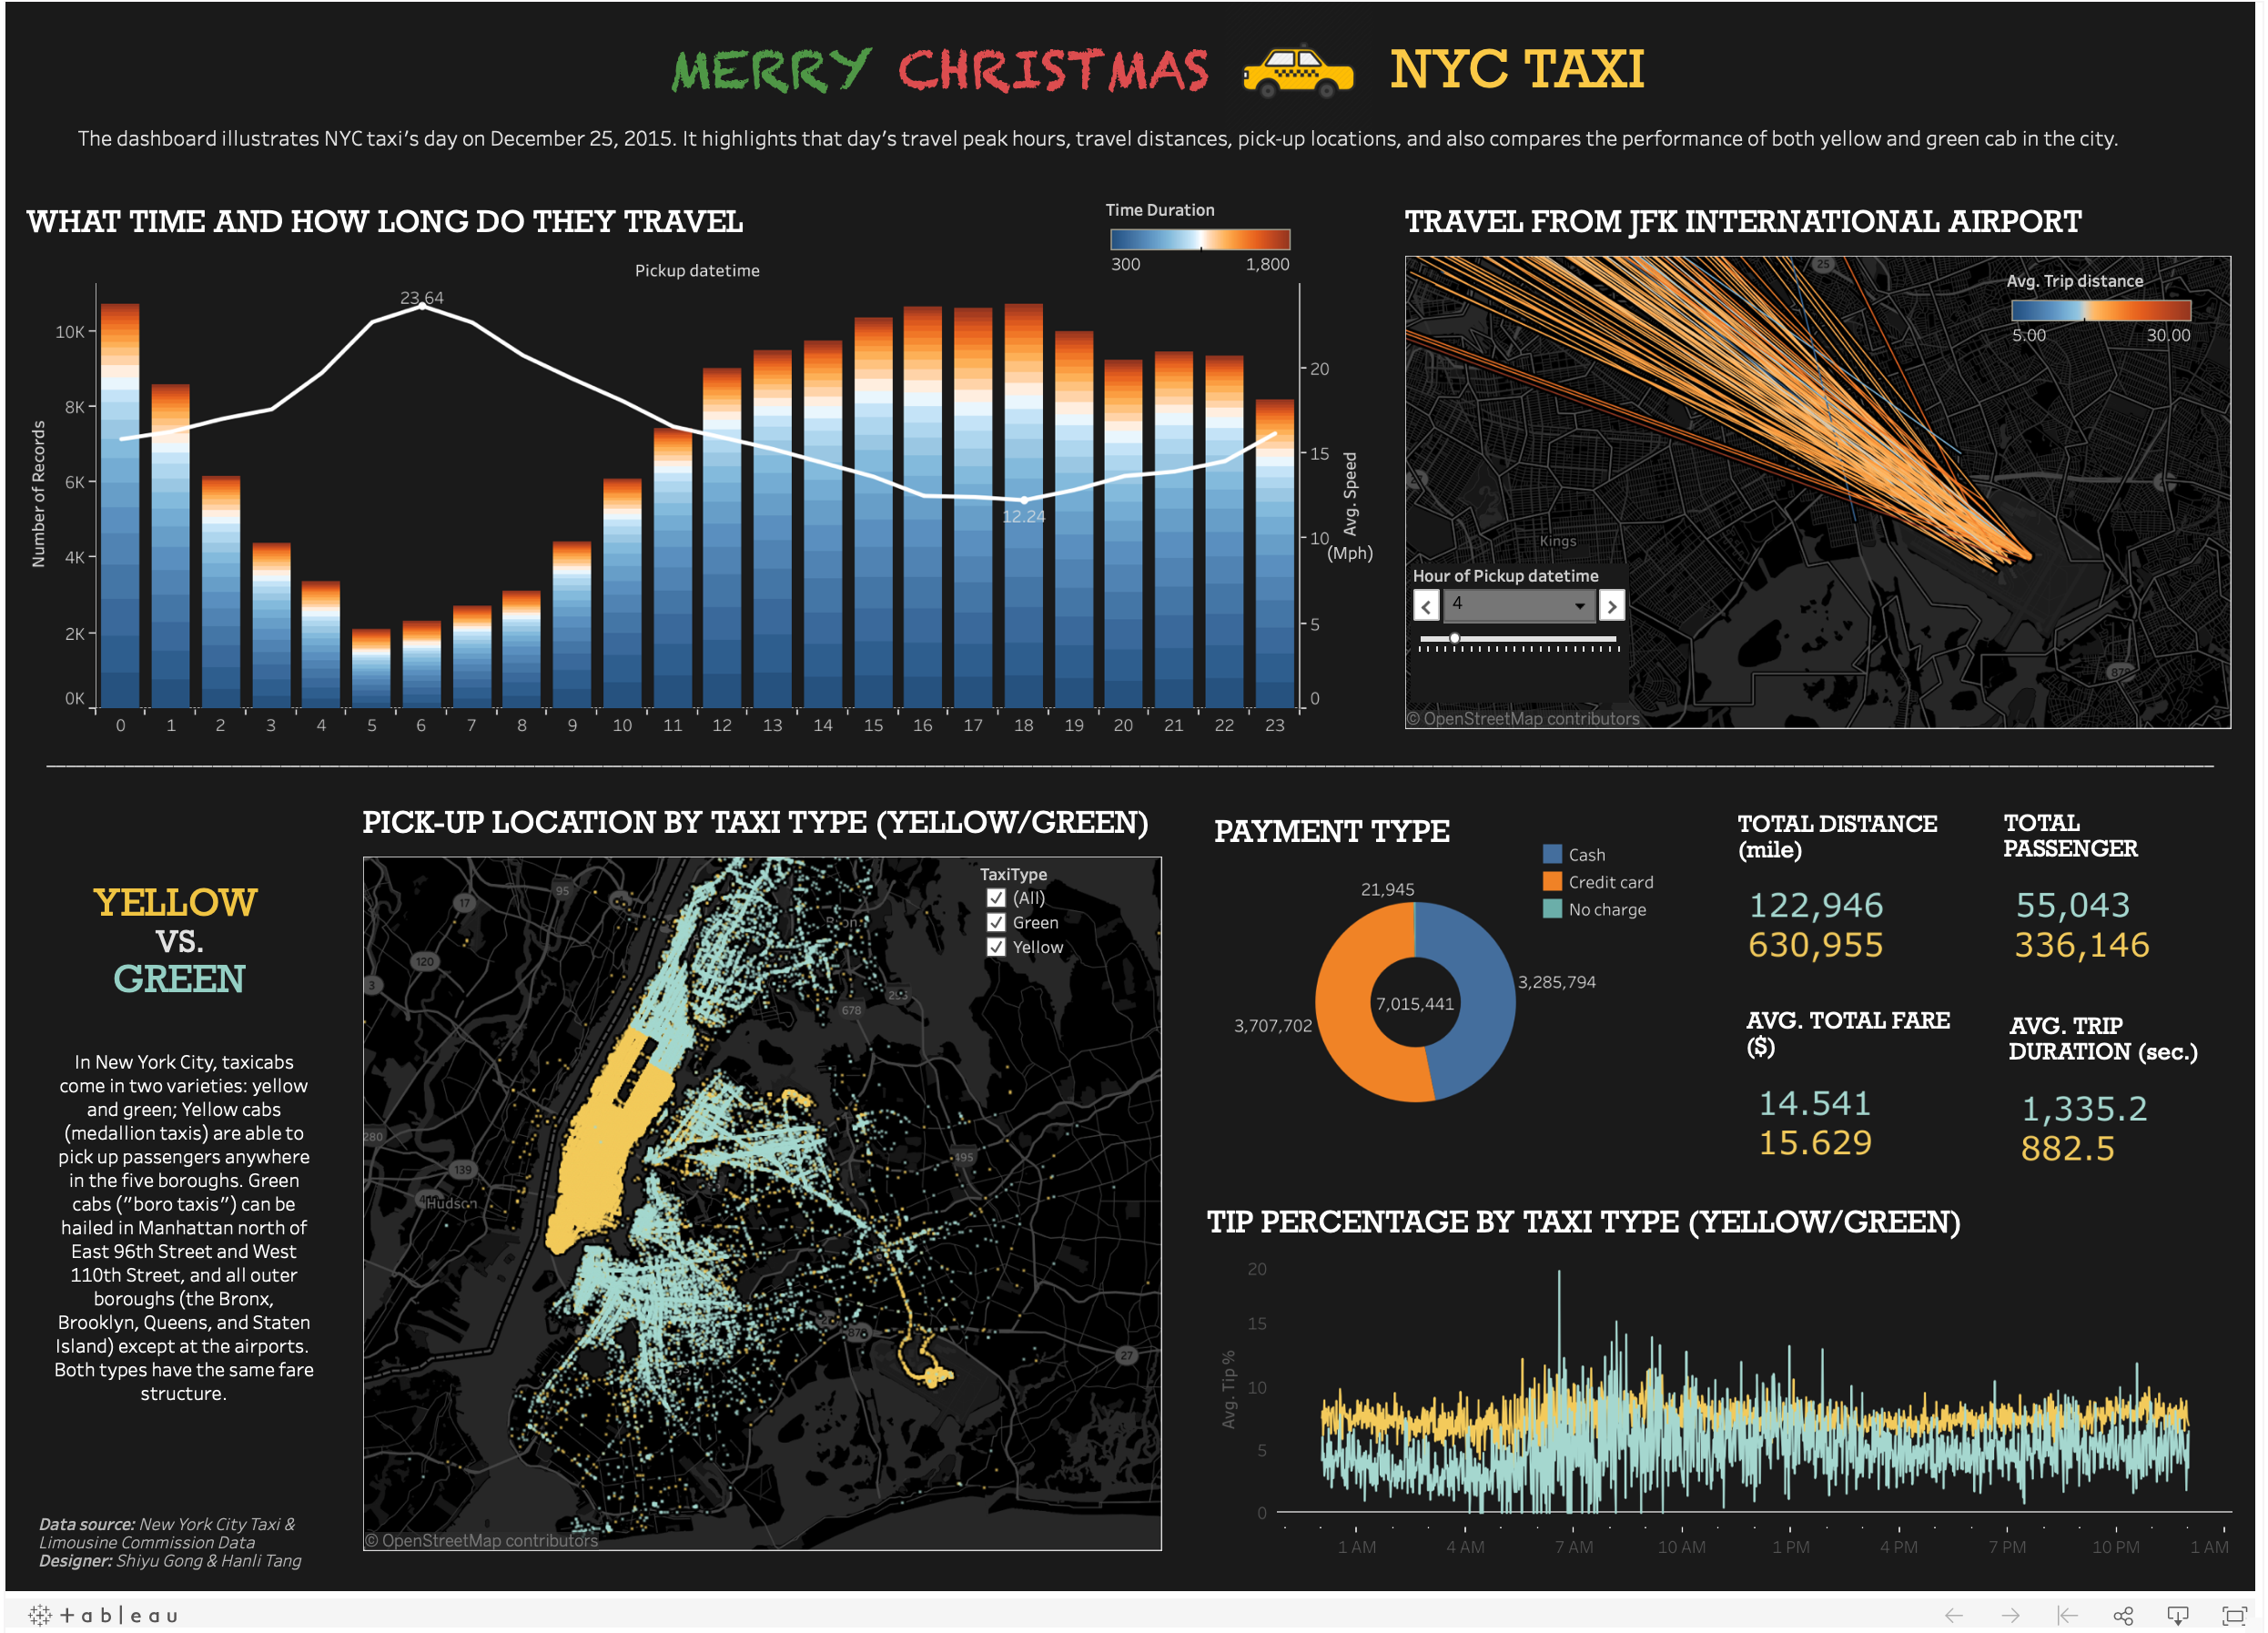 MERRY CHRISTMAS NYC TAXI
The dashboard illustrates NYC taxi's day on December 25, 2015. It highlights that day's travel peak hours, travel distances, pick-up locations, and also compares the performance of both yellow and green cab in the city.
WHAT TIME AND HOW LONG DO THEY TRAVEL
Time Duration
300 1,800
Pickup datetime
Number of Records
10K
8K
6K
4K
2K
0K
23.64
12.24
20
15
10
5
0
Avg. Speed
(Mph)
0 1 2 3 4 5 6 7 8 9 10 11 12 13 14 15 16 17 18 19 20 21 22 23
TRAVEL FROM JFK INTERNATIONAL AIRPORT
25
Avg. Trip distance
5.00 30.00
Kings
Hour of Pickup datetime
4
878
© OpenStreetMap contributors
YELLOW
VS.
GREEN
In New York City, taxicabs
come in two varieties: yellow
and green; Yellow cabs
(medallion taxis) are able to
pick up passengers anywhere
in the five boroughs. Green
cabs ("boro taxis") can be
hailed in Manhattan north of
East 96th Street and West
110th Street, and all outer
boroughs (the Bronx,
Brooklyn, Queens, and Staten
Island) except at the airports.
Both types have the same fare
structure.
Data source: New York City Taxi &
Limousine Commission Data
Designer: Shiyu Gong & Hanli Tang
PICK-UP LOCATION BY TAXI TYPE (YELLOW/GREEN)
TaxiType
(All)
Green
Yellow
95
17
120
3
678
295
280
139
495
Hudson
27
© OpenStreetMap contributors
PAYMENT TYPE
Cash
Credit card
No charge
21,945
3,285,794
7,015,441
3,707,702
TOTAL DISTANCE
(mile)
122,946
630,955
TOTAL
PASSENGER
55,043
336,146
AVG. TOTAL FARE
($)
14.541
15.629
AVG. TRIP
DURATION (sec.)
1,335.2
882.5
TIP PERCENTAGE BY TAXI TYPE (YELLOW/GREEN)
Avg. Tip %
20
15
10
5
0
1 AM 4 AM 7 AM 10 AM 1 PM 4 PM 7 PM 10 PM 1 AM
+ableau